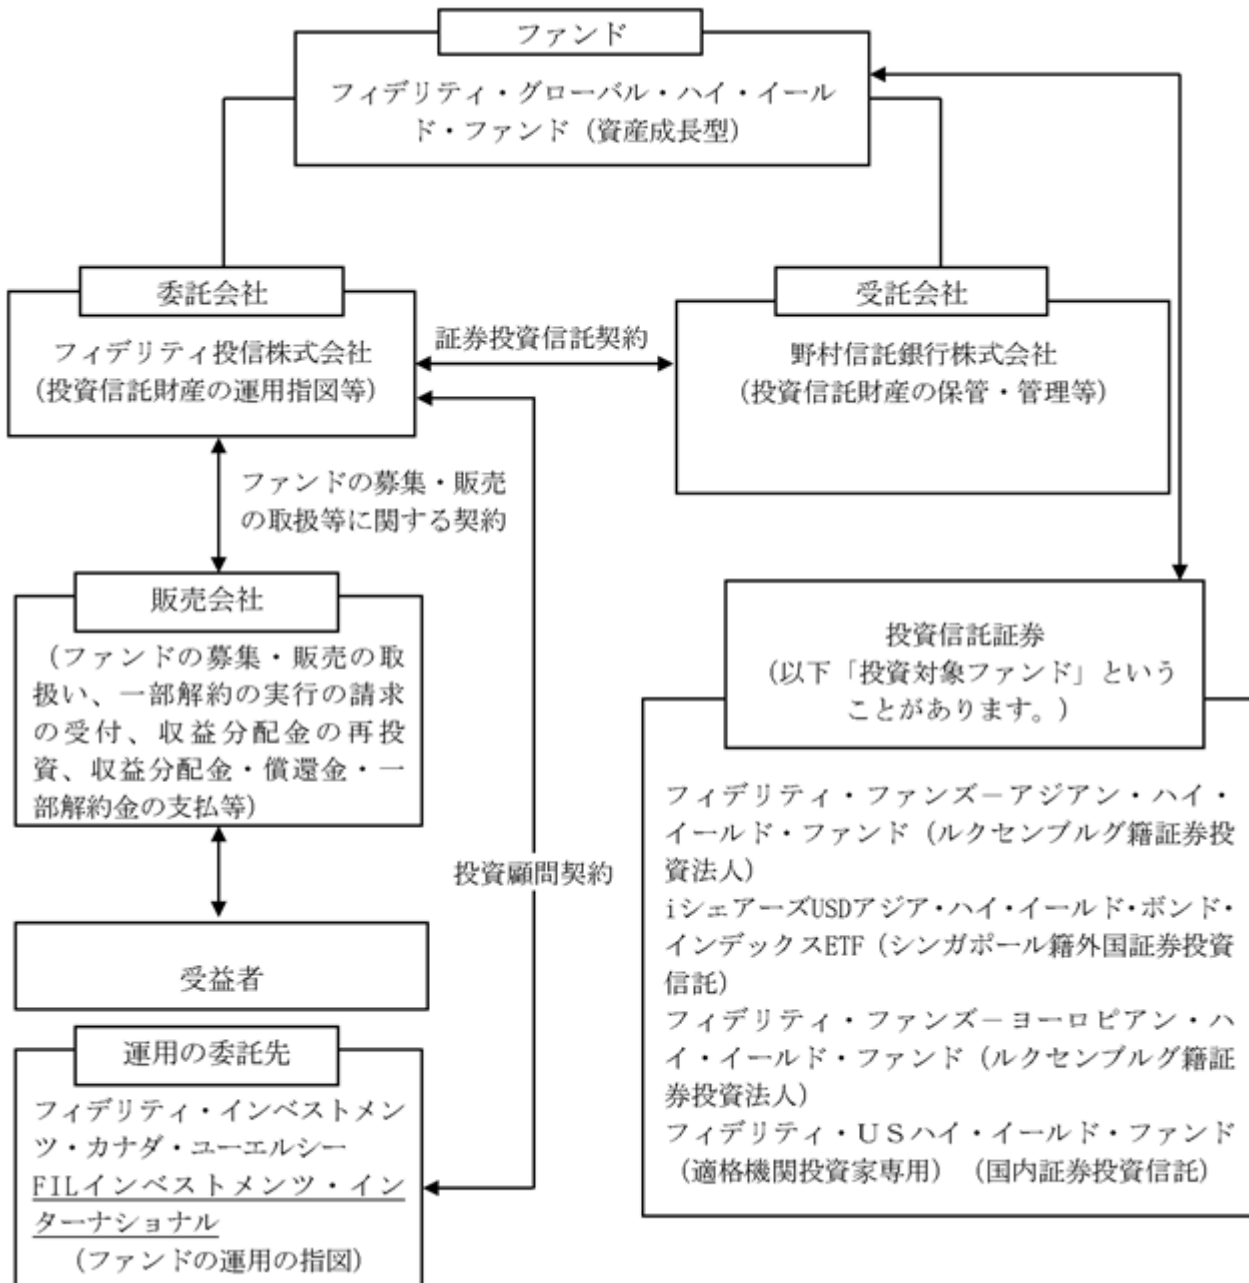 ファンド
フィデリティ・グローバル・ハイ・イール
ド・ファンド（資産成長型）
委託会社
フィデリティ投信株式会社
（投資信託財産の運用指図等）
証券投資信託契約
受託会社
野村信託銀行株式会社
（投資信託財産の保管・管理等）
ファンドの募集・販売
の取扱等に関する契約
販売会社
（ファンドの募集・販売の取
扱い、一部解約の実行の請求
の受付、収益分配金の再投
資、収益分配金・償還金・一
部解約金の支払等）
投資顧問契約
受益者
運用の委託先
フィデリティ・インベストメン
ツ・カナダ・ユーエルシー
FILインベストメンツ・イン
ターナショナル
（ファンドの運用の指図）
投資信託証券
（以下「投資対象ファンド」という
ことがあります。）
フィデリティ・ファンズ－アジアン・ハイ・
イールド・ファンド（ルクセンブルグ籍証券投
資法人）
iシェアーズUSDアジア・ハイ・イールド・ボンド・
インデックスETF（シンガポール籍外国証券投資
信託）
フィデリティ・ファンズ－ヨーロピアン・ハ
イ・イールド・ファンド（ルクセンブルグ籍証
券投資法人）
フィデリティ・ＵＳハイ・イールド・ファンド
（適格機関投資家専用）（国内証券投資信託）